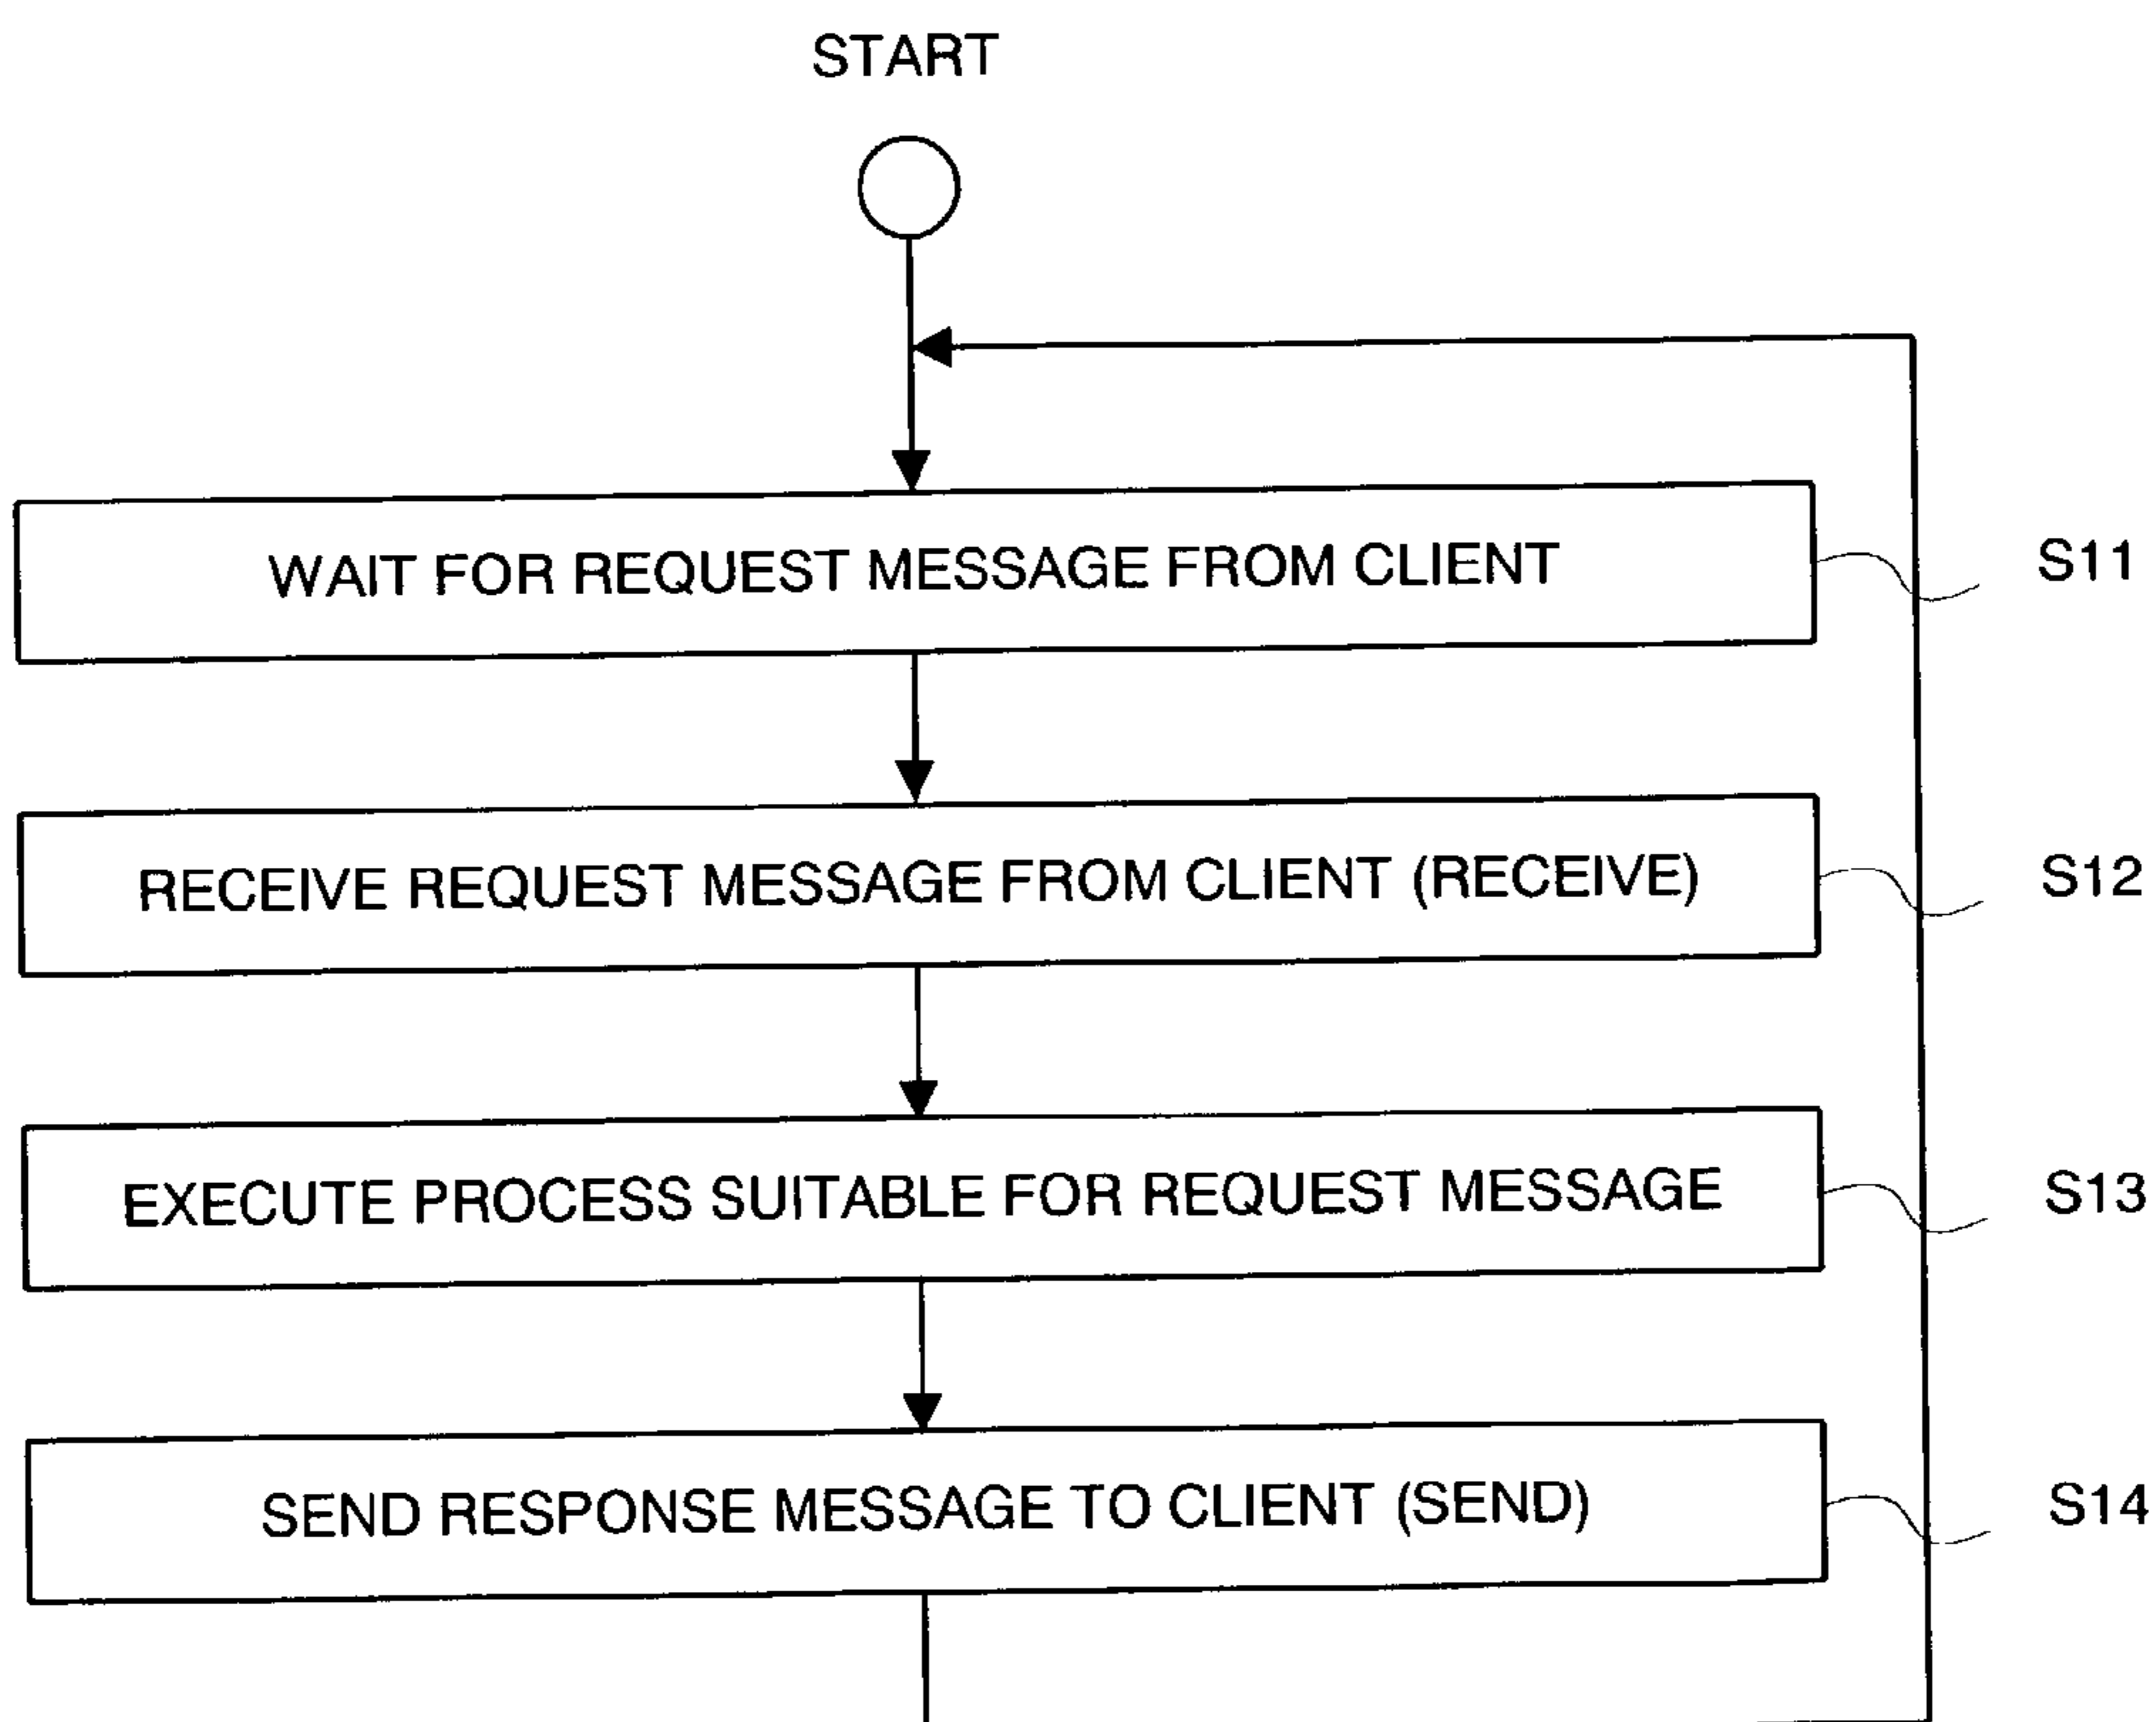 START
WAIT FOR REQUEST MESSAGE FROM CLIENT
S11
RECEIVE REQUEST MESSAGE FROM CLIENT (RECEIVE)
S12
EXECUTE PROCESS SUITABLE FOR REQUEST MESSAGE
S13
SEND RESPONSE MESSAGE TO CLIENT (SEND)
S14